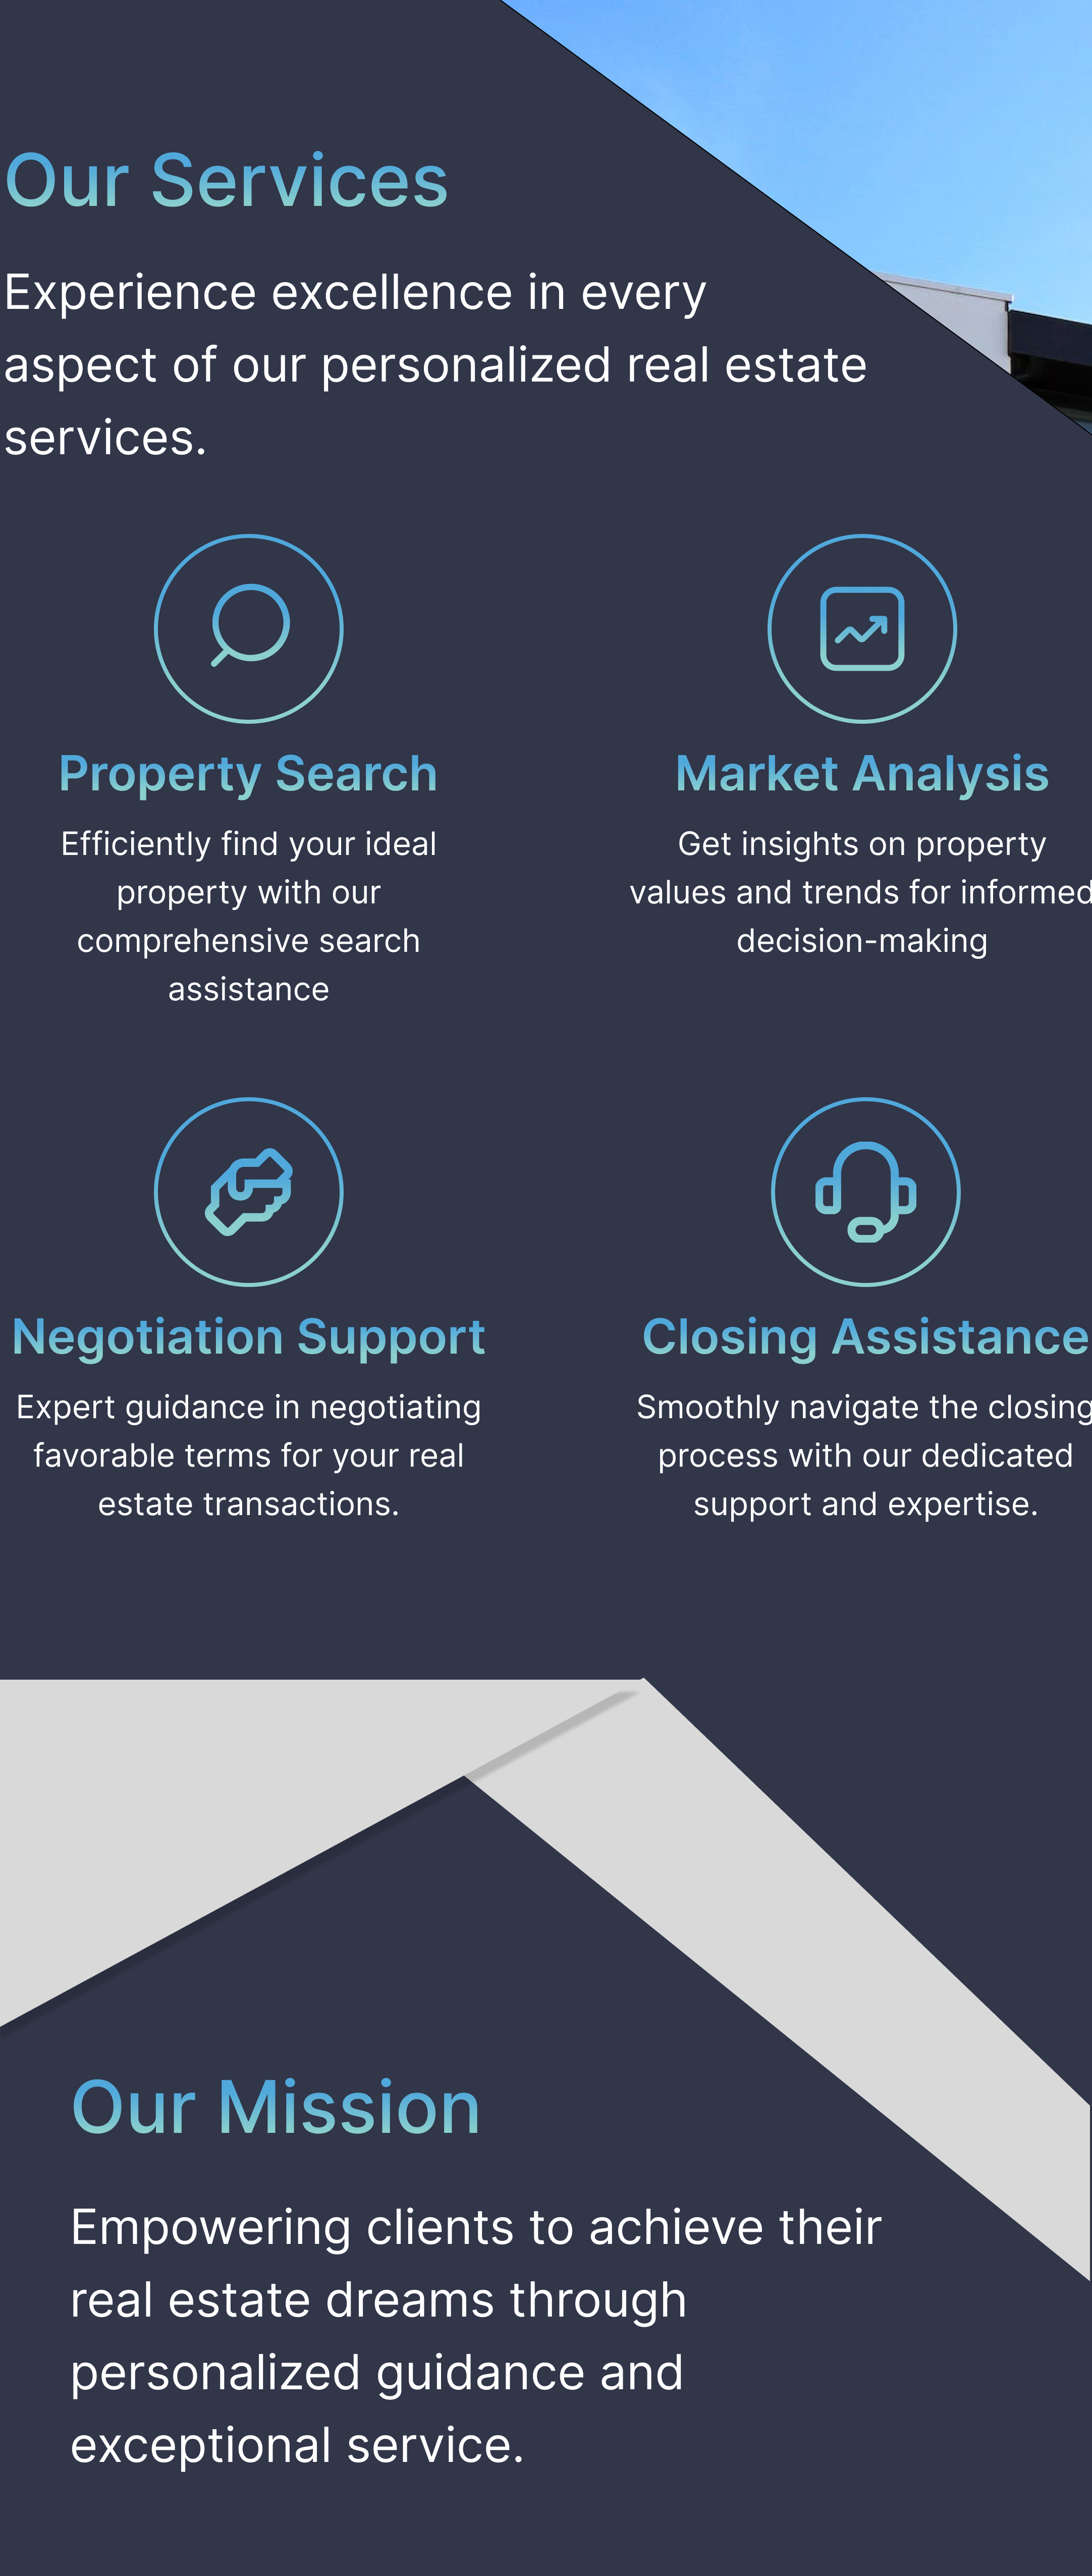 Our Services
Experience excellence in every
aspect of our personalized real estate
services.
Property Search
Efficiently find your ideal
property with our
comprehensive search
assistance
Market Analysis
Get insights on property
values and trends for informed
decision-making
Negotiation Support
Expert guidance in negotiating
favorable terms for your real
estate transactions.
Closing Assistance
Smoothly navigate the closing
process with our dedicated
support and expertise.
Our Mission
Empowering clients to achieve their
real estate dreams through
personalized guidance and
exceptional service.